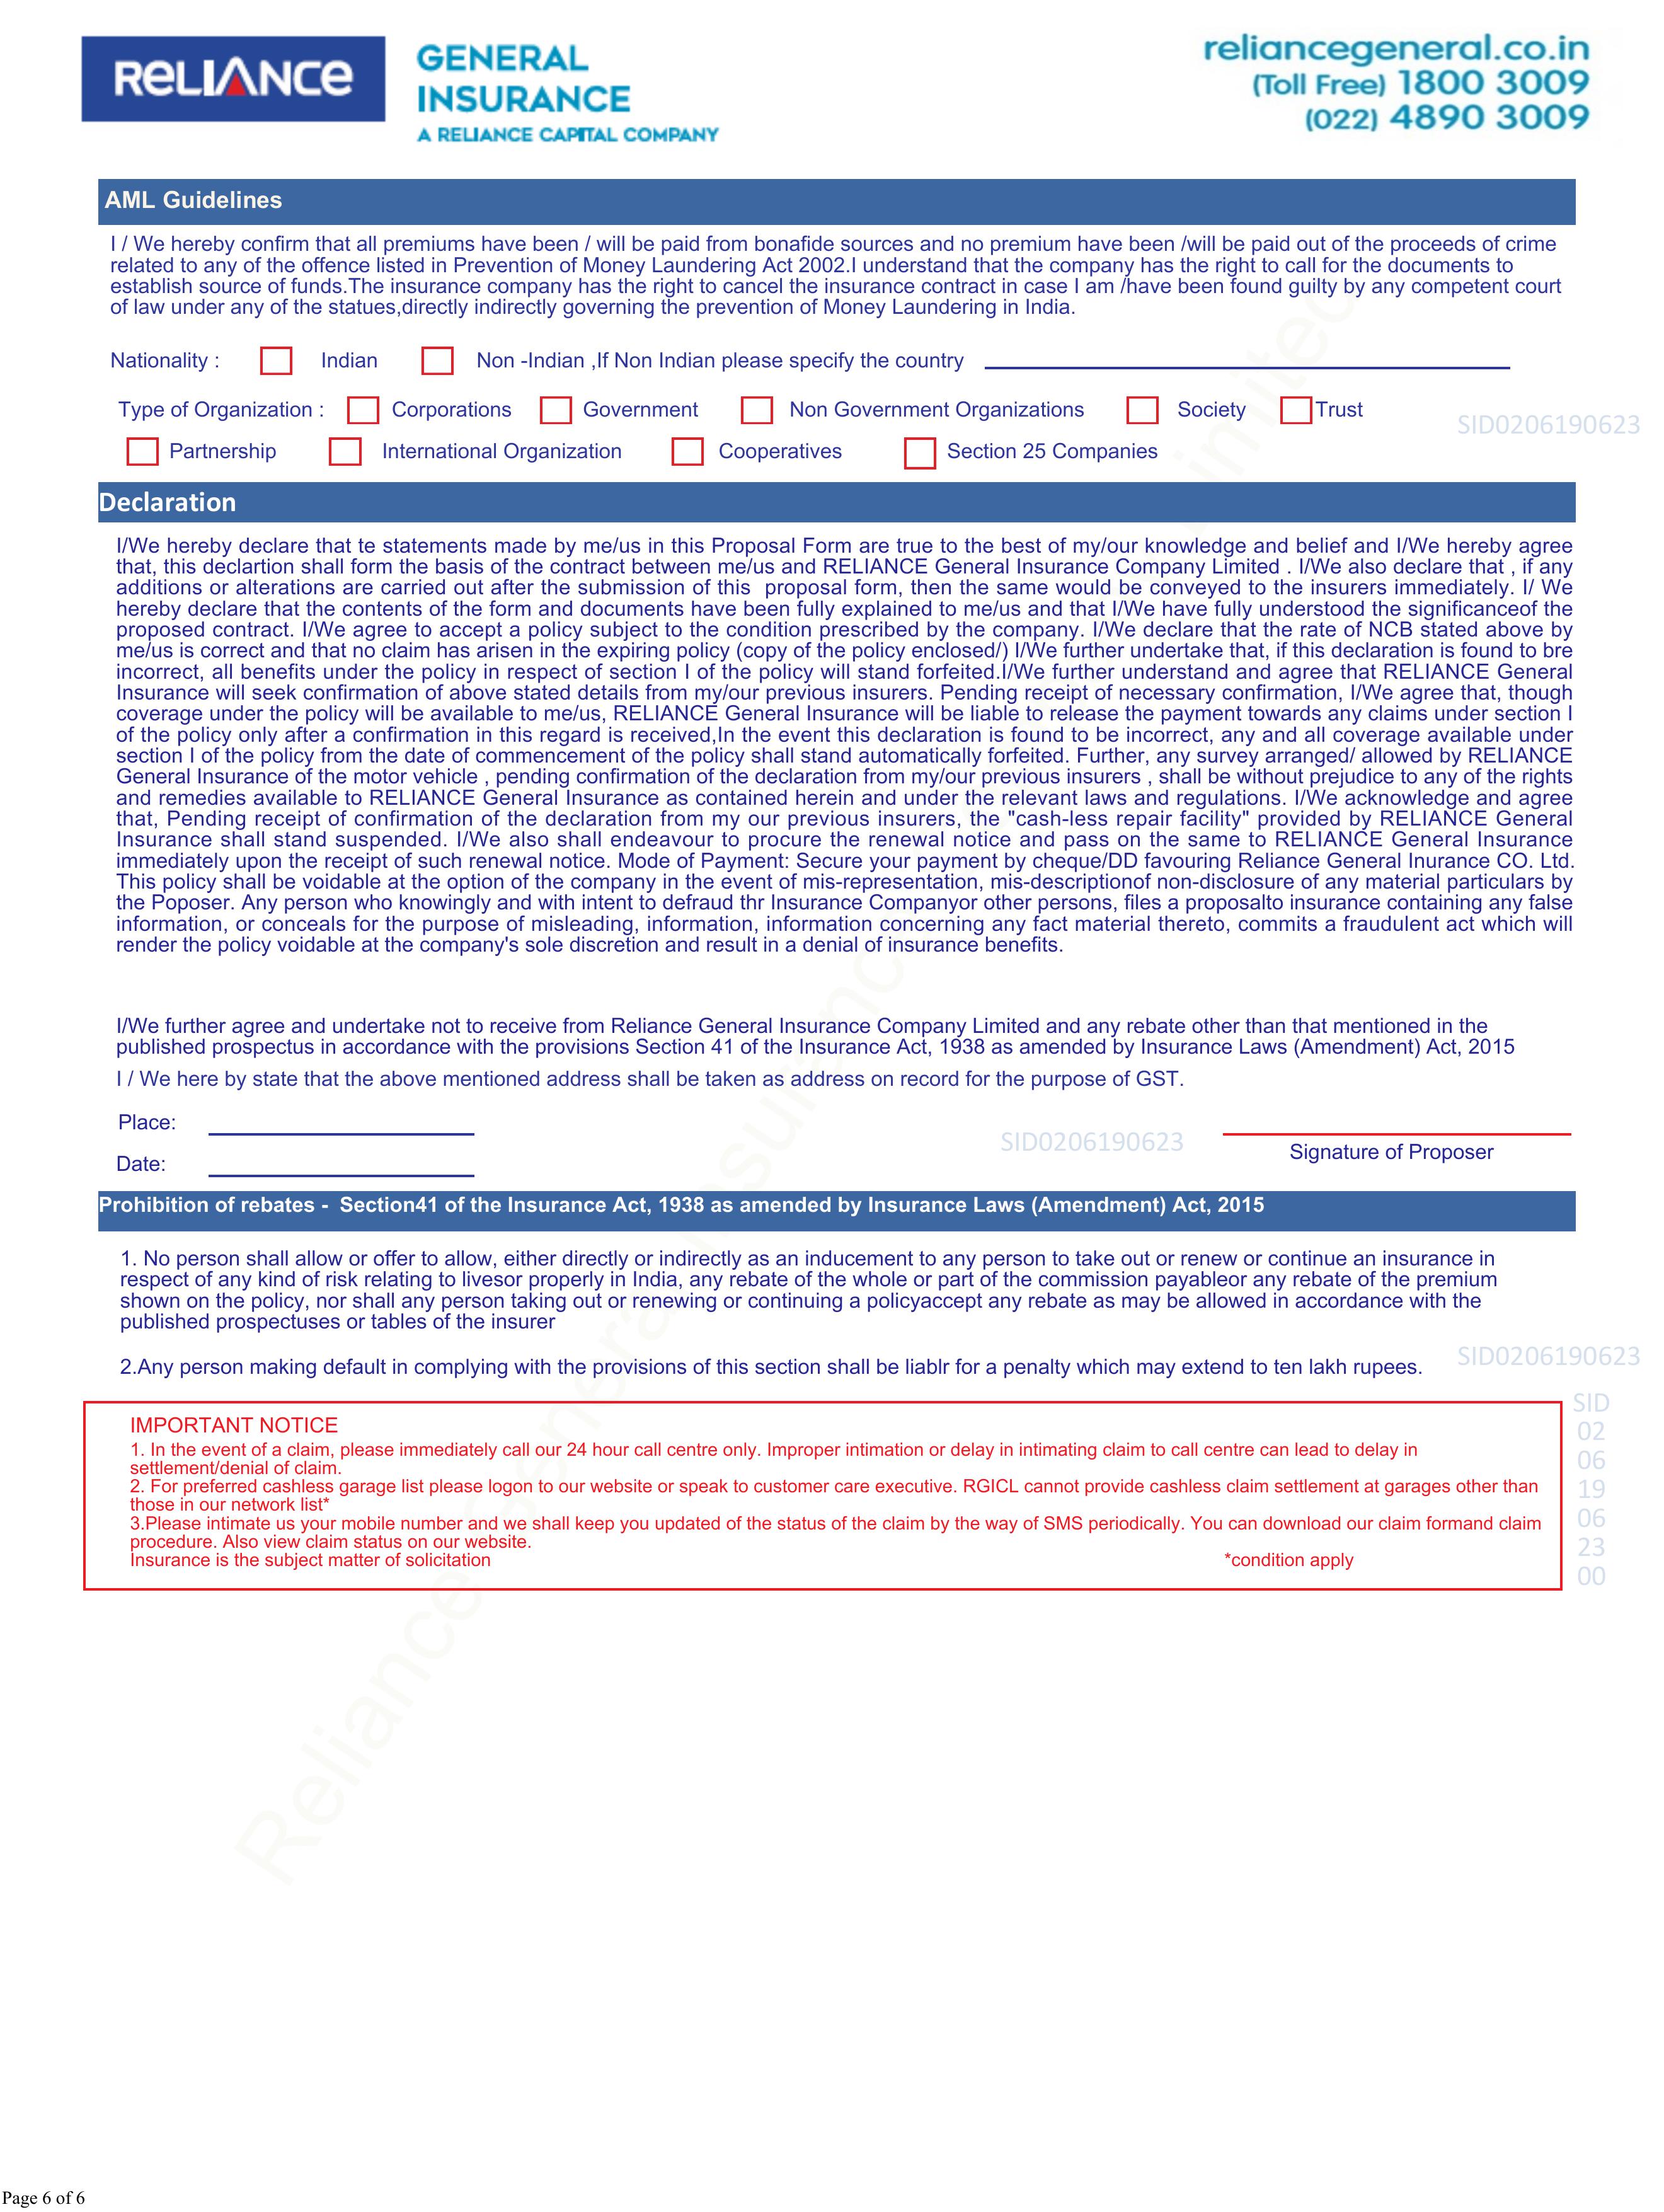 RELIANCE
GENERAL
INSURANCE
A RELIANCE CAPITAL COMPANY
reliancegeneral.co.in
(Toll Free) 1800 3009
(022) 4890 3009
AML Guidelines
I / We hereby confirm that all premiums have been / will be paid from bonafide sources and no premium have been /will be paid out of the proceeds of crime
related to any of the offence listed in Prevention of Money Laundering Act 2002.I understand that the company has the right to call for the documents to
establish source of funds.The insurance company has the right to cancel the insurance contract in case I am /have been found guilty by any competent court
of law under any of the statues,directly indirectly governing the prevention of Money Laundering in India.
Nationality : Indian Non -Indian ,If Non Indian please specify the country
Type of Organization : Corporations Government Non Government Organizations Society Trust
SID0206190623
Partnership International Organization Cooperatives Section 25 Companies
Declaration
I/We hereby declare that te statements made by me/us in this Proposal Form are true to the best of my/our knowledge and belief and I/We hereby agree
that, this declartion shall form the basis of the contract between me/us and RELIANCE General Insurance Company Limited . I/We also declare that , if any
additions or alterations are carried out after the submission of this proposal form, then the same would be conveyed to the insurers immediately. I/ We
hereby declare that the contents of the form and documents have been fully explained to me/us and that I/We have fully understood the significanceof the
proposed contract. I/We agree to accept a policy subject to the condition prescribed by the company. I/We declare that the rate of NCB stated above by
me/us is correct and that no claim has arisen in the expiring policy (copy of the policy enclosed/) I/We further undertake that, if this declaration is found to bre
incorrect, all benefits under the policy in respect of section I of the policy will stand forfeited.I/We further understand and agree that RELIANCE General
Insurance will seek confirmation of above stated details from my/our previous insurers. Pending receipt of necessary confirmation, I/We agree that, though
coverage under the policy will be available to me/us, RELIANCE General Insurance will be liable to release the payment towards any claims under section I
of the policy only after a confirmation in this regard is received,In the event this declaration is found to be incorrect, any and all coverage available under
section I of the policy from the date of commencement of the policy shall stand automatically forfeited. Further, any survey arranged/ allowed by RELIANCE
General Insurance of the motor vehicle , pending confirmation of the declaration from my/our previous insurers , shall be without prejudice to any of the rights
and remedies available to RELIANCE General Insurance as contained herein and under the relevant laws and regulations. I/We acknowledge and agree
that, Pending receipt of confirmation of the declaration from my our previous insurers, the "cash-less repair facility" provided by RELIANCE General
Insurance shall stand suspended. I/We also shall endeavour to procure the renewal notice and pass on the same to RELIANCE General Insurance
immediately upon the receipt of such renewal notice. Mode of Payment: Secure your payment by cheque/DD favouring Reliance General Inurance CO. Ltd.
This policy shall be voidable at the option of the company in the event of mis-representation, mis-descriptionof non-disclosure of any material particulars by
the Poposer. Any person who knowingly and with intent to defraud thr Insurance Companyor other persons, files a proposalto insurance containing any false
information, or conceals for the purpose of misleading, information, information concerning any fact material thereto, commits a fraudulent act which will
render the policy voidable at the company's sole discretion and result in a denial of insurance benefits.
I/We further agree and undertake not to receive from Reliance General Insurance Company Limited and any rebate other than that mentioned in the
published prospectus in accordance with the provisions Section 41 of the Insurance Act, 1938 as amended by Insurance Laws (Amendment) Act, 2015
I / We here by state that the above mentioned address shall be taken as address on record for the purpose of GST.
Place:
SID0206190623
Signature of Proposer
Date:
Prohibition of rebates - Section41 of the Insurance Act, 1938 as amended by Insurance Laws (Amendment) Act, 2015
1. No person shall allow or offer to allow, either directly or indirectly as an inducement to any person to take out or renew or continue an insurance in
respect of any kind of risk relating to livesor properly in India, any rebate of the whole or part of the commission payableor any rebate of the premium
shown on the policy, nor shall any person taking out or renewing or continuing a policyaccept any rebate as may be allowed in accordance with the
published prospectuses or tables of the insurer
2.Any person making default in complying with the provisions of this section shall be liablr for a penalty which may extend to ten lakh rupees.
SID0206190623
IMPORTANT NOTICE
1. In the event of a claim, please immediately call our 24 hour call centre only. Improper intimation or delay in intimating claim to call centre can lead to delay in
settlement/denial of claim.
2. For preferred cashless garage list please logon to our website or speak to customer care executive. RGICL cannot provide cashless claim settlement at garages other than
those in our network list*
3.Please intimate us your mobile number and we shall keep you updated of the status of the claim by the way of SMS periodically. You can download our claim formand claim
procedure. Also view claim status on our website.
Insurance is the subject matter of solicitation *condition apply
SID
02
06
19
06
23
00
Page 6 of 6